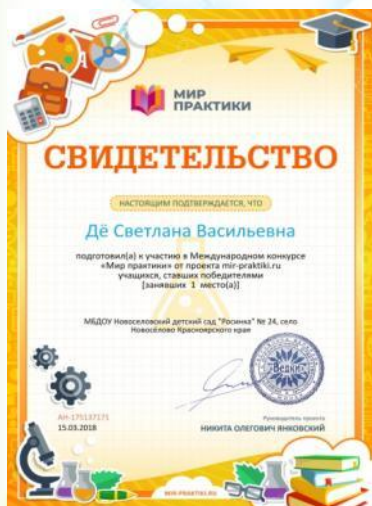 МИР
ПРАКТИКИ
СВИДЕТЕЛЬСТВО
НАСТОЯЩИМ ПОДТВЕРЖДАЕТСЯ, ЧТО
Дё Светлана Васильевна
подготовил(а) к участию в Международном конкурсе
«Мир практики» от проекта mir-praktiki.ru
учащихся, ставших победителями
[занявших 1 место(а)]
МБДОУ Новоселовский детский сад "Росинка" № 24, село
Новосёлово Красноярского края
"Ведки"
АН-175137171
15.03.2018
Руководитель проекта
НИКИТА ОЛЕГОВИЧ ЯНКОВСКИЙ
MIR-PRAKTIKI.RU